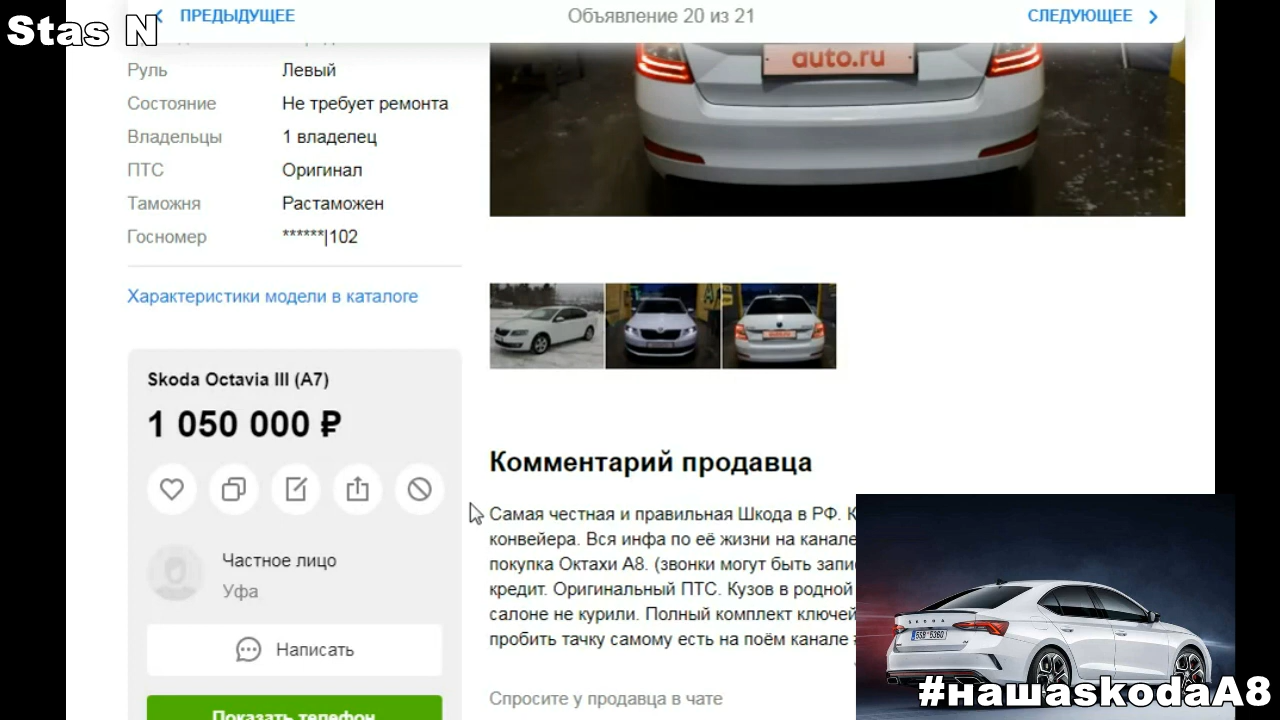 Stas N
ПРЕДЫДУЩЕЕ
Объявление 20 из 21
СЛЕДУЮЩЕЕ
Руль Левый
Состояние Не требует ремонта
Владельцы 1 владелец
ПТС Оригинал
Таможня Растаможен
Госномер ******|102
Характеристики модели в каталоге
auto.ru
Skoda Octavia III (A7)
1 050 000 ₽
Частное лицо
Уфа
Написать
Показать телефон
Комментарий продавца
Самая честная и правильная Шкода в РФ. К
конвейера. Вся инфа по её жизни на канале
покупка Октахи А8. (звонки могут быть запи
кредит. Оригинальный ПТС. Кузов в родной
салоне не курили. Полный комплект ключей
пробить тачку самому есть на поём канале
Спросите у продавца в чате
SKODA
#нашаskodaA8